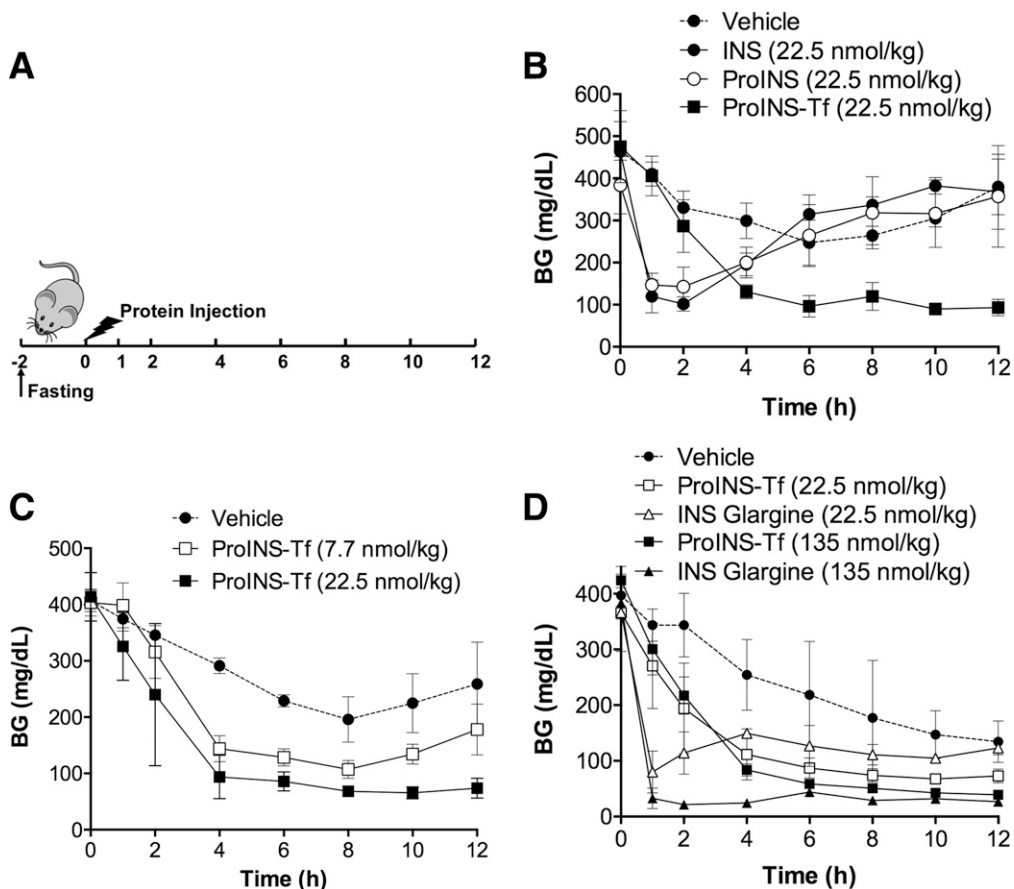 A
Protein Injection
-2 0 1 2 4 6 8 10 12
Fasting
B
Vehicle
INS (22.5 nmol/kg)
ProINS (22.5 nmol/kg)
ProINS-Tf (22.5 nmol/kg)
600
500
400
300
200
100
0
BG (mg/dL)
0 2 4 6 8 10 12
Time (h)
C
Vehicle
ProINS-Tf (7.7 nmol/kg)
ProINS-Tf (22.5 nmol/kg)
500
400
300
200
100
0
BG (mg/dL)
0 2 4 6 8 10 12
Time (h)
D
Vehicle
ProINS-Tf (22.5 nmol/kg)
INS Glargine (22.5 nmol/kg)
ProINS-Tf (135 nmol/kg)
INS Glargine (135 nmol/kg)
400
300
200
100
0
BG (mg/dL)
0 2 4 6 8 10 12
Time (h)